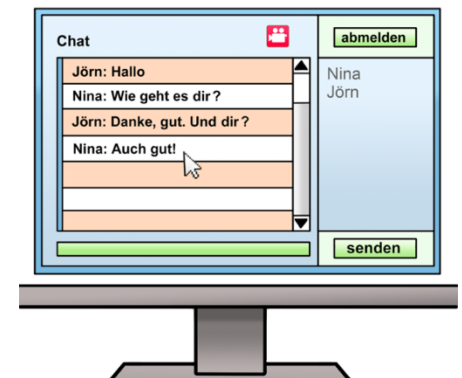 Chat
abmelden
Jörn: Hallo
Nina: Wie geht es dir?
Jörn: Danke, gut. Und dir?
Nina: Auch gut!
Nina
Jörn
senden